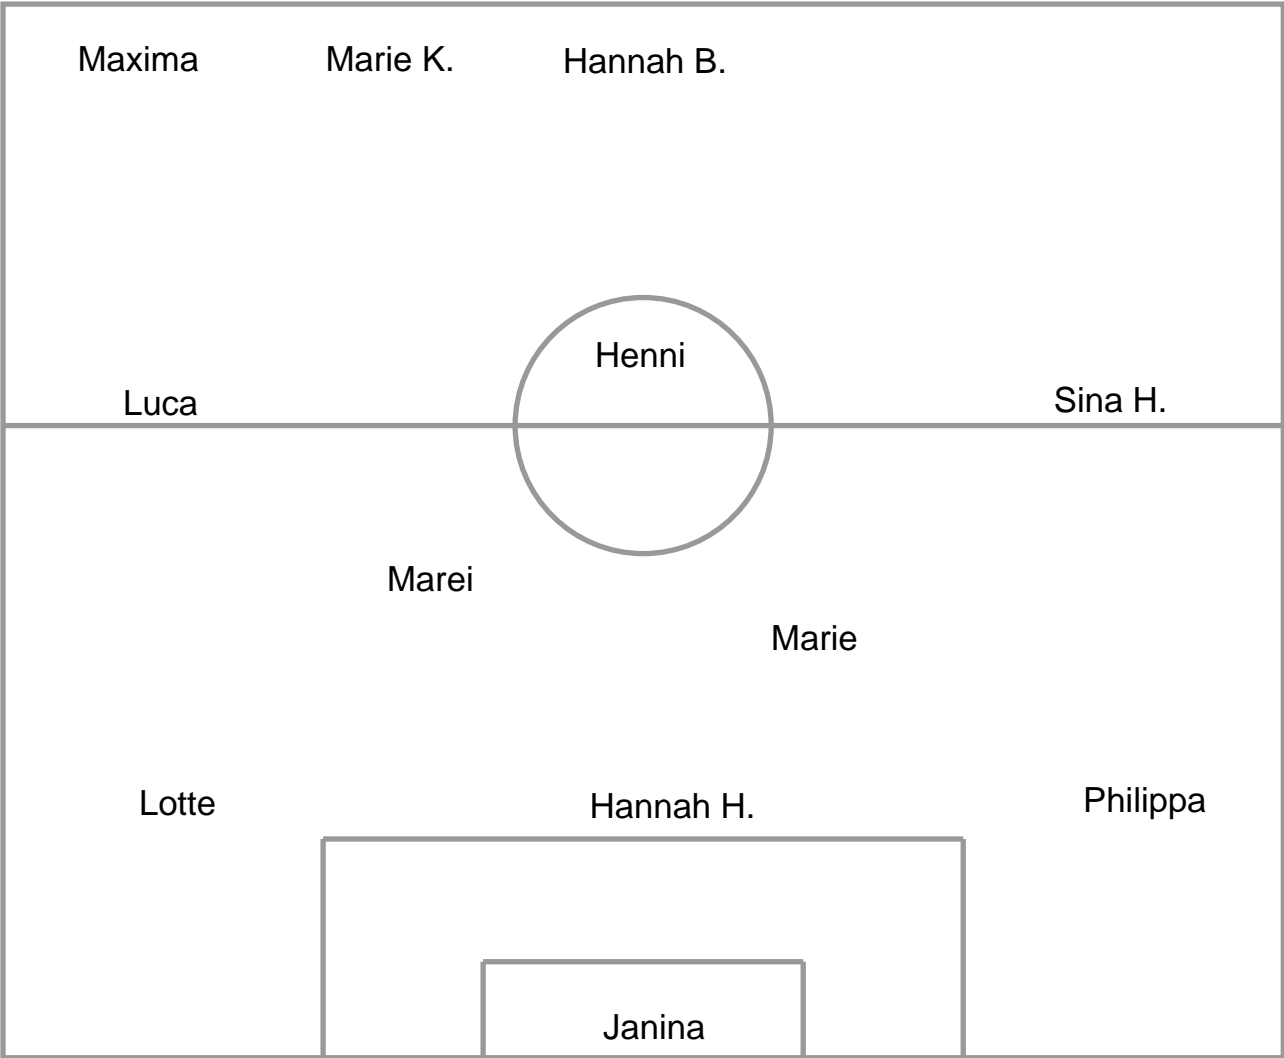 Maxima Marie K. Hannah B.
Henni
Luca Sina H.
Marei
Marie
Lotte Hannah H. Philippa
Janina